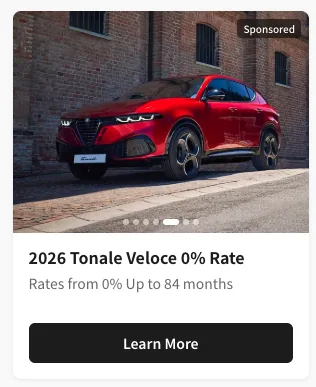 Sponsored
2026 Tonale Veloce 0% Rate
Rates from 0% Up to 84 months
Learn More